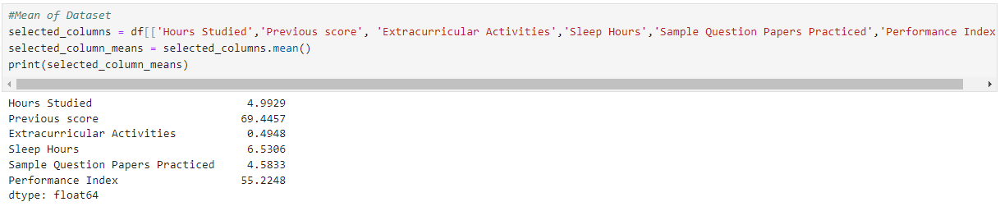 #Mean of Dataset
selected_columns = df[['Hours Studied','Previous score', 'Extracurricular Activities','Sleep Hours','Sample Question Papers Practiced','Performance Index
selected_column_means = selected_columns.mean()
print(selected_column_means)
Hours Studied                       4.9929
Previous score                     69.4457
Extracurricular Activities          0.4948
Sleep Hours                         6.5306
Sample Question Papers Practiced    4.5833
Performance Index                  55.2248
dtype: float64